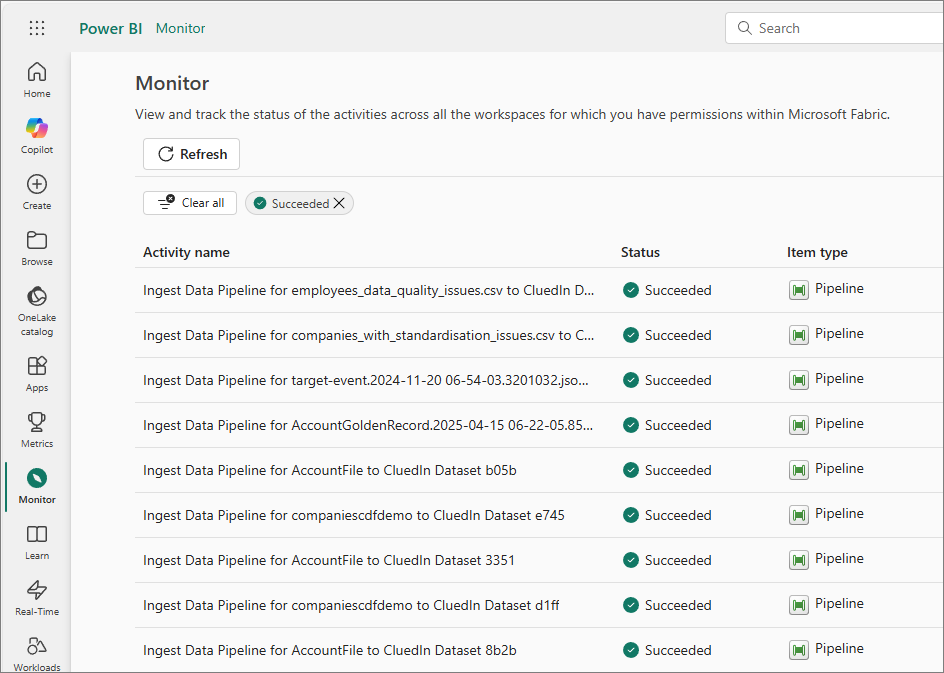 Power BI Monitor
Search
Home
Copilot
Create
Browse
OneLake
catalog
Apps
Metrics
Monitor
Learn
Real-Time
Workloads
Monitor
View and track the status of the activities across all the workspaces for which you have permissions within Microsoft Fabric.
Refresh
Clear all Succeeded
Activity name Status Item type
Ingest Data Pipeline for employees_data_quality_issues.csv to CluedIn D... Succeeded Pipeline
Ingest Data Pipeline for companies_with_standardisation_issues.csv to C... Succeeded Pipeline
Ingest Data Pipeline for target-event.2024-11-20 06-54-03.3201032.jso... Succeeded Pipeline
Ingest Data Pipeline for AccountGoldenRecord.2025-04-15 06-22-05.85... Succeeded Pipeline
Ingest Data Pipeline for AccountFile to CluedIn Dataset b05b Succeeded Pipeline
Ingest Data Pipeline for companiescdfdemo to CluedIn Dataset e745 Succeeded Pipeline
Ingest Data Pipeline for AccountFile to CluedIn Dataset 3351 Succeeded Pipeline
Ingest Data Pipeline for companiescdfdemo to CluedIn Dataset d1ff Succeeded Pipeline
Ingest Data Pipeline for AccountFile to CluedIn Dataset 8b2b Succeeded Pipeline